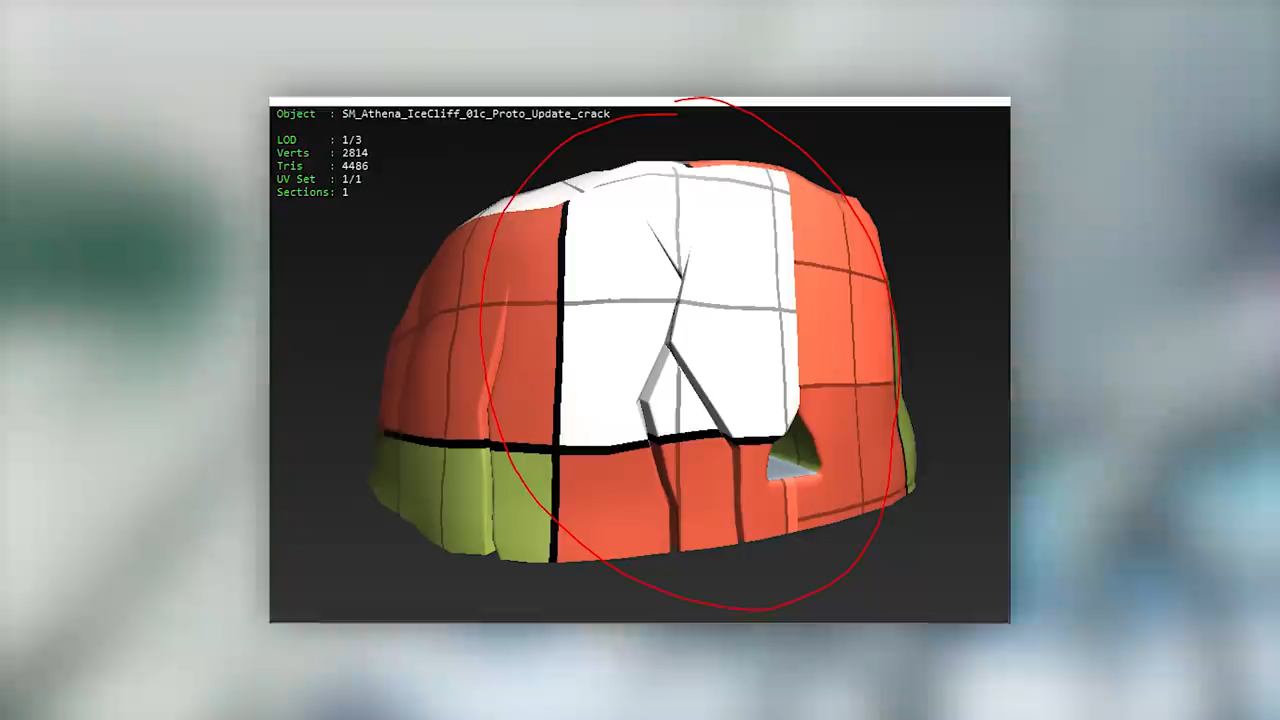 Object : SM_Athena_IceCliff_01c_Proto_Update_crack
LOD : 1/3
Verts : 2814
Tris : 4486
UV Set : 1/1
Sections: 1